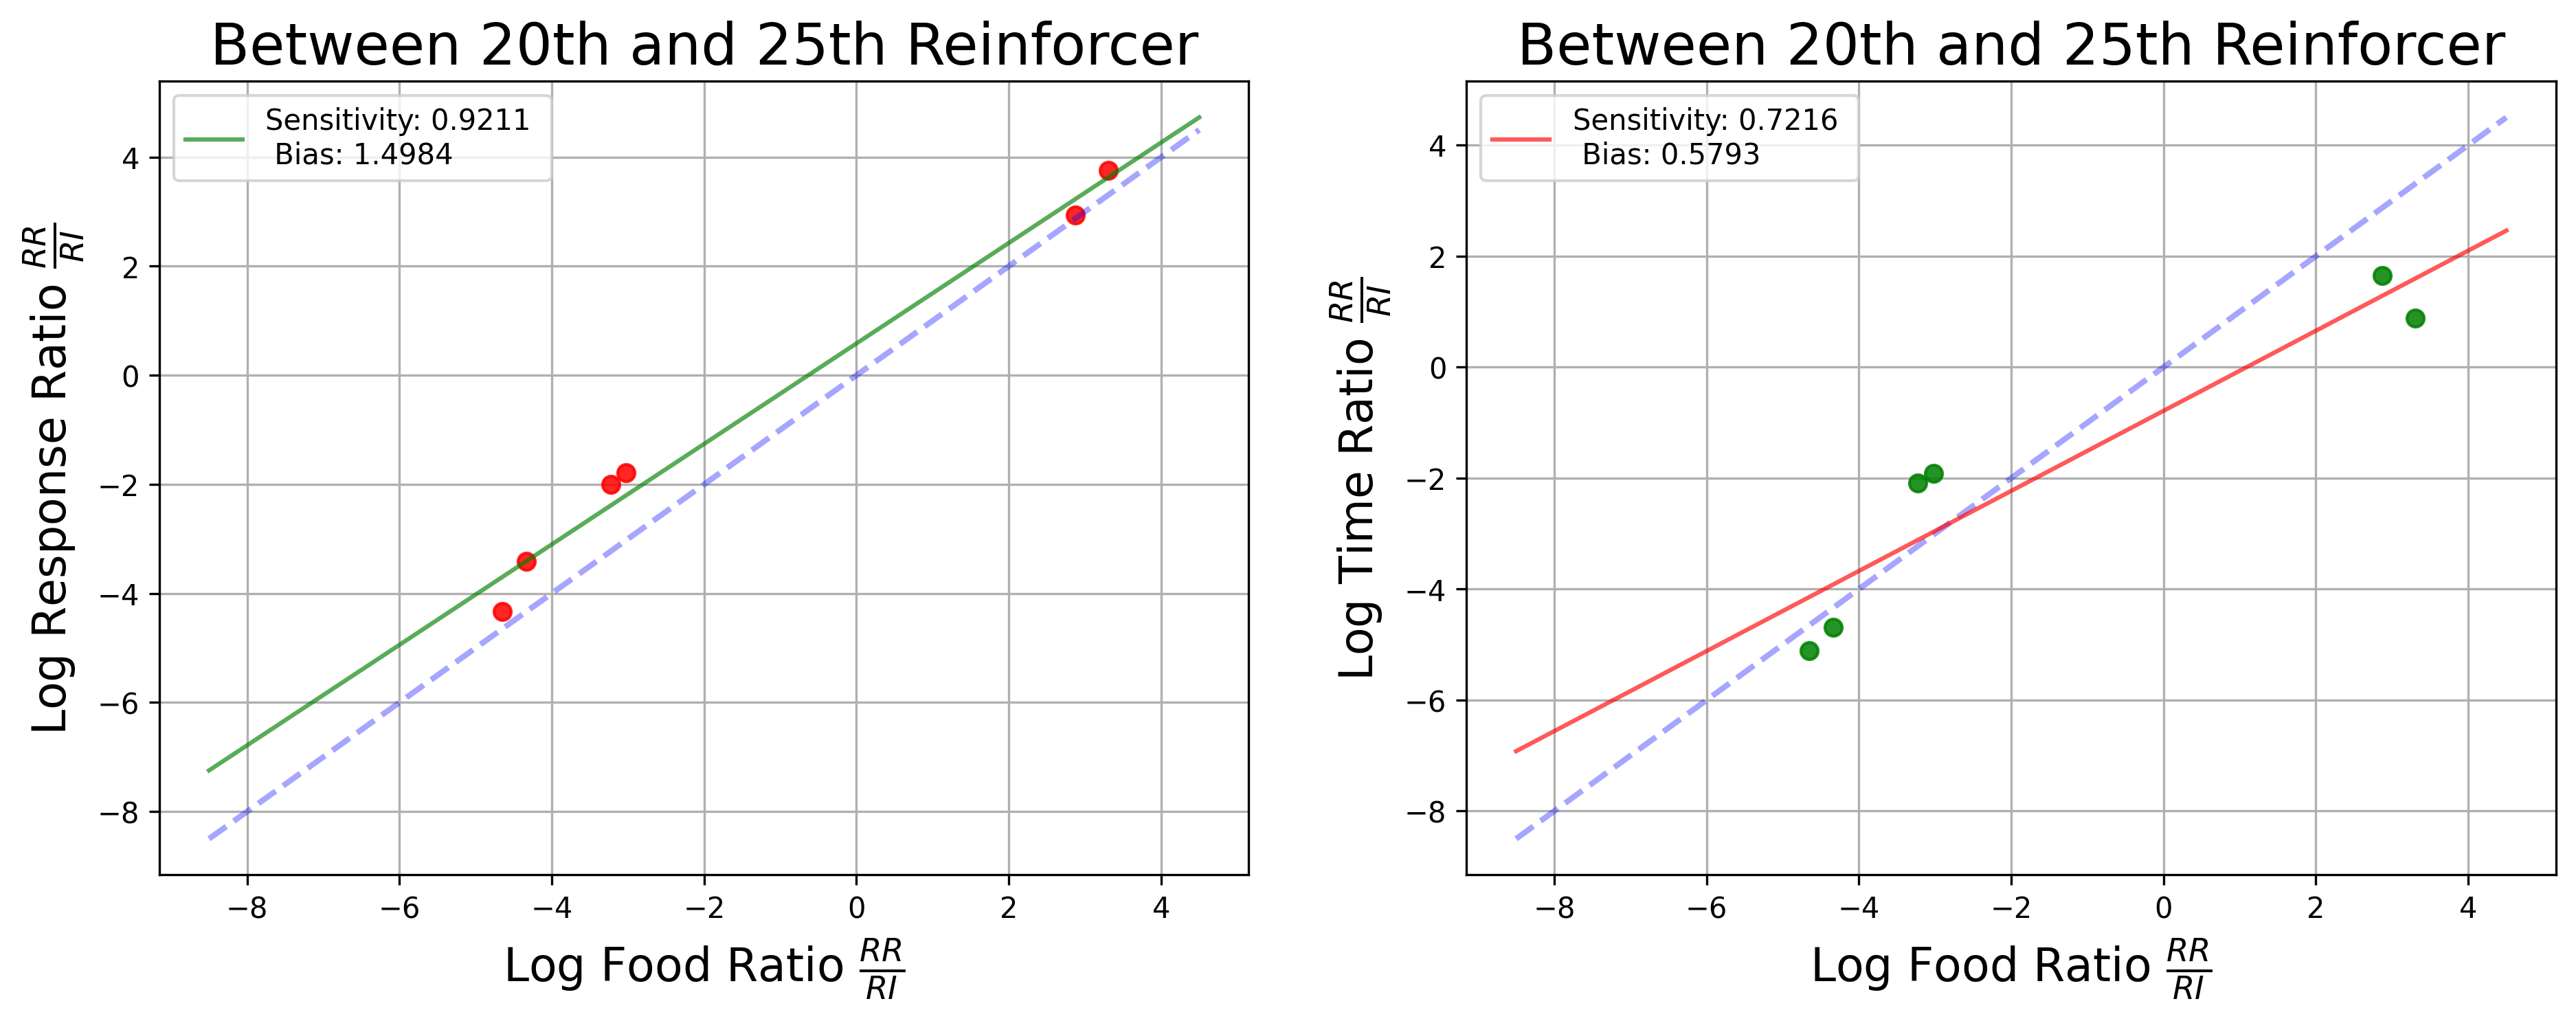 Between 20th and 25th Reinforcer
Sensitivity: 0.9211
Bias: 1.4984
Log Response Ratio RR/RI
4
2
0
−2
−4
−6
−8
−8 −6 −4 −2 0 2 4
Log Food Ratio RR/RI
Between 20th and 25th Reinforcer
Sensitivity: 0.7216
Bias: 0.5793
Log Time Ratio RR/RI
4
2
0
−2
−4
−6
−8
−8 −6 −4 −2 0 2 4
Log Food Ratio RR/RI